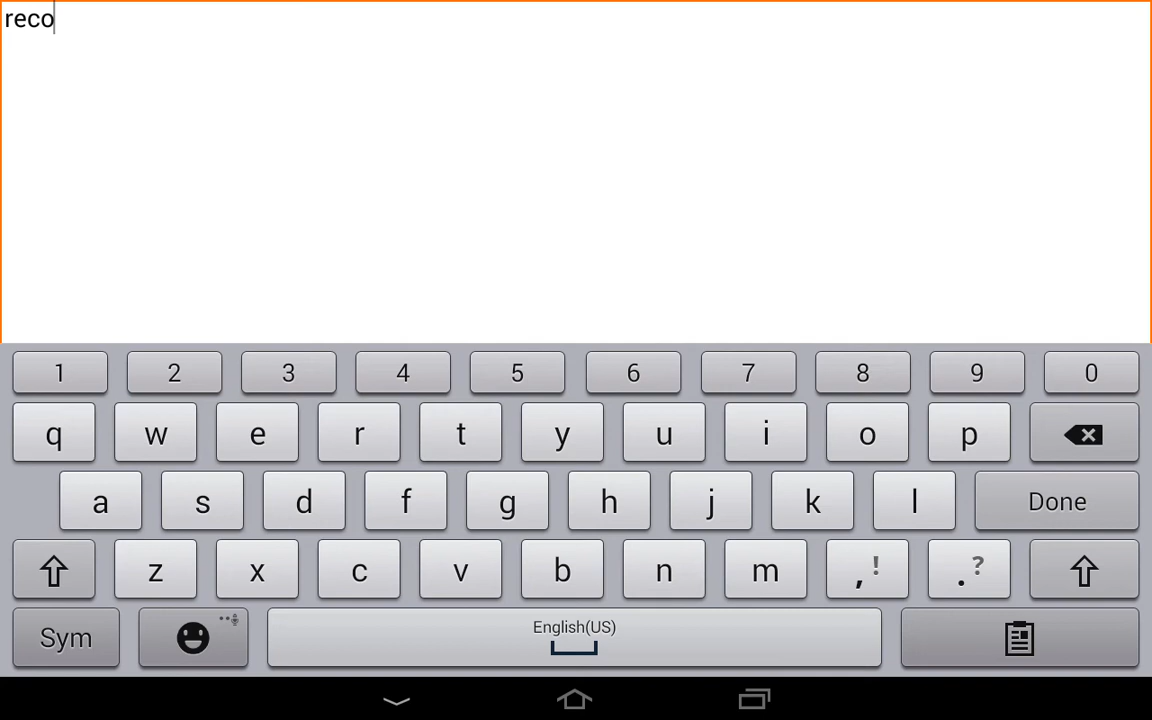 reco
1 2 3 4 5 6 7 8 9 0
q w e r t y u i o p
a s d f g h j k l Done
z x c v b n m ,! .?
Sym English(US)